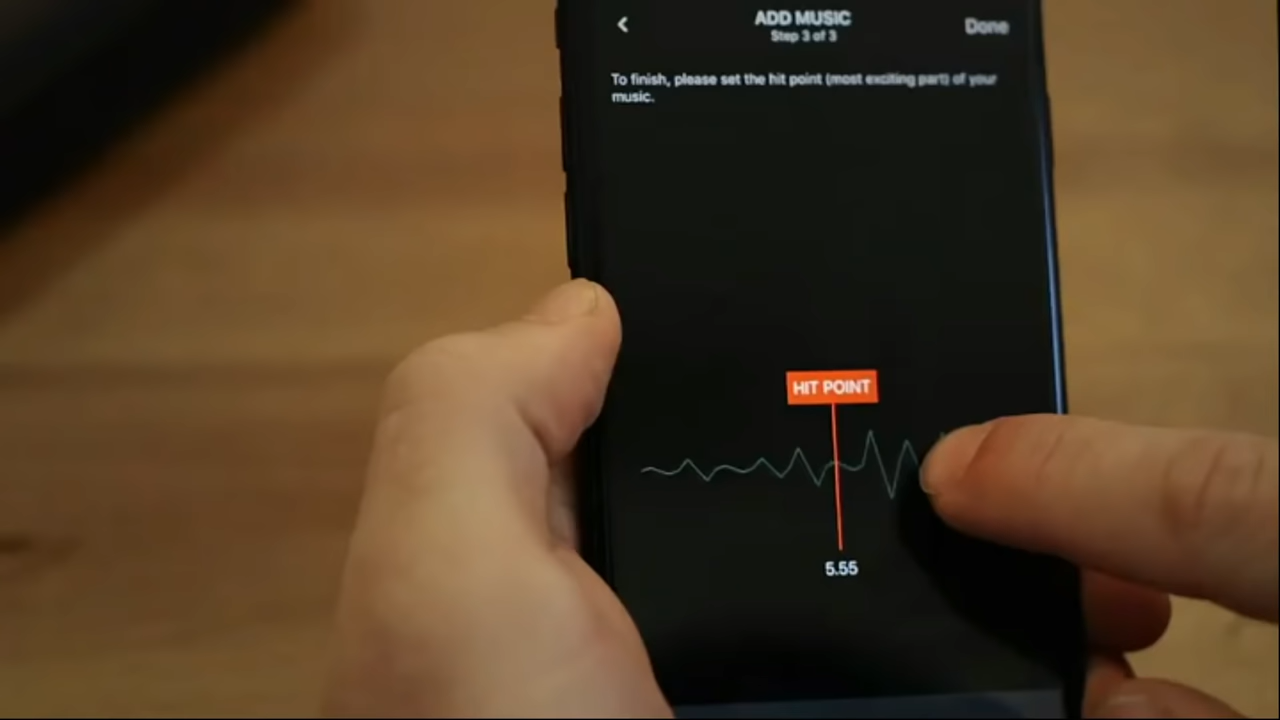 ADD MUSIC
Step 3 of 3
Done
To finish, please set the hit point (most exciting part) of your
music.
HIT POINT
5.55